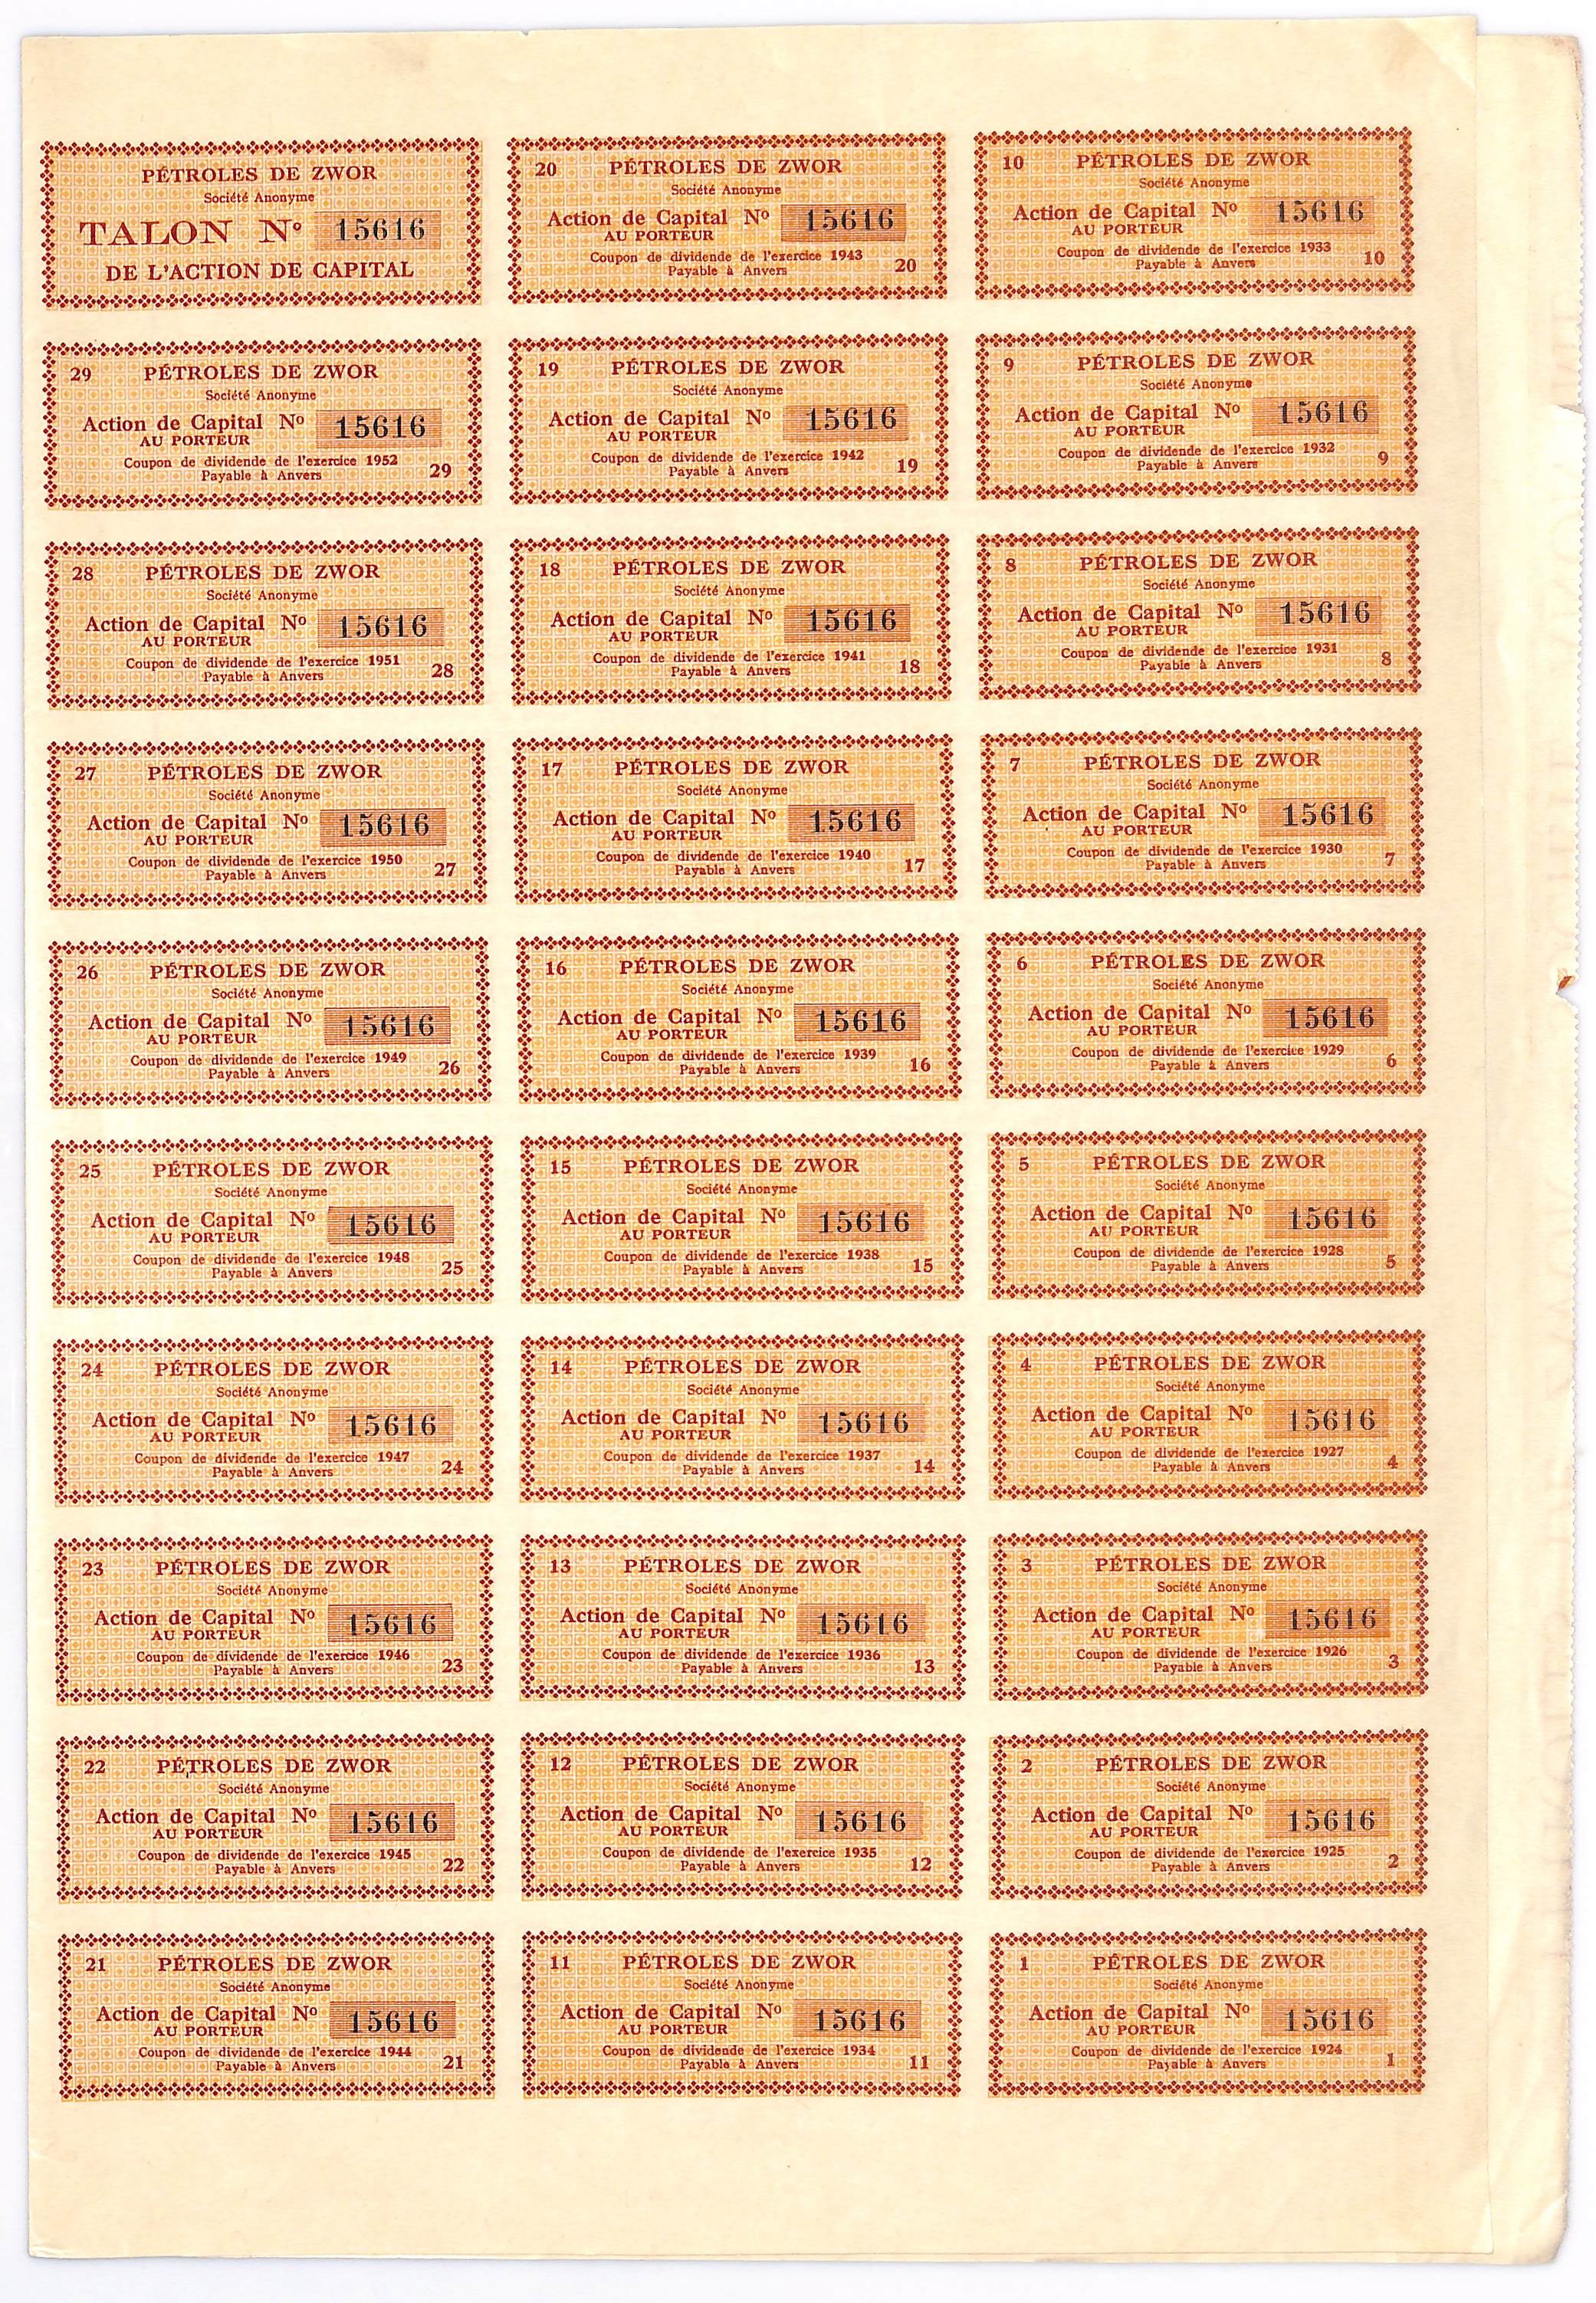 PÉTROLES DE ZWOR
Société Anonyme
TALON Nº 15616
DE L'ACTION DE CAPITAL
29 PÉTROLES DE ZWOR
Société Anonyme
Action de Capital Nº 15616
AU PORTEUR
Coupon de dividende de l'exercice 1952
Payable à Anvers 29
28 PÉTROLES DE ZWOR
Société Anonyme
Action de Capital Nº 15616
AU PORTEUR
Coupon de dividende de l'exercice 1951
Payable à Anvers 28
27 PÉTROLES DE ZWOR
Société Anonyme
Action de Capital Nº 15616
AU PORTEUR
Coupon de dividende de l'exercice 1950
Payable à Anvers 27
26 PÉTROLES DE ZWOR
Société Anonyme
Action de Capital Nº 15616
AU PORTEUR
Coupon de dividende de l'exercice 1949
Payable à Anvers 26
25 PÉTROLES DE ZWOR
Société Anonyme
Action de Capital Nº 15616
AU PORTEUR
Coupon de dividende de l'exercice 1948
Payable à Anvers 25
24 PÉTROLES DE ZWOR
Société Anonyme
Action de Capital Nº 15616
AU PORTEUR
Coupon de dividende de l'exercice 1947
Payable à Anvers 24
23 PÉTROLES DE ZWOR
Société Anonyme
Action de Capital Nº 15616
AU PORTEUR
Coupon de dividende de l'exercice 1946
Payable à Anvers 23
22 PÉTROLES DE ZWOR
Société Anonyme
Action de Capital Nº 15616
AU PORTEUR
Coupon de dividende de l'exercice 1945
Payable à Anvers 22
21 PÉTROLES DE ZWOR
Société Anonyme
Action de Capital Nº 15616
AU PORTEUR
Coupon de dividende de l'exercice 1944
Payable à Anvers 21
20 PÉTROLES DE ZWOR
Société Anonyme
Action de Capital Nº 15616
AU PORTEUR
Coupon de dividende de l'exercice 1943
Payable à Anvers 20
19 PÉTROLES DE ZWOR
Société Anonyme
Action de Capital Nº 15616
AU PORTEUR
Coupon de dividende de l'exercice 1942
Payable à Anvers 19
18 PÉTROLES DE ZWOR
Société Anonyme
Action de Capital Nº 15616
AU PORTEUR
Coupon de dividende de l'exercice 1941
Payable à Anvers 18
17 PÉTROLES DE ZWOR
Société Anonyme
Action de Capital Nº 15616
AU PORTEUR
Coupon de dividende de l'exercice 1940
Payable à Anvers 17
16 PÉTROLES DE ZWOR
Société Anonyme
Action de Capital Nº 15616
AU PORTEUR
Coupon de dividende de l'exercice 1939
Payable à Anvers 16
15 PÉTROLES DE ZWOR
Société Anonyme
Action de Capital Nº 15616
AU PORTEUR
Coupon de dividende de l'exercice 1938
Payable à Anvers 15
14 PÉTROLES DE ZWOR
Société Anonyme
Action de Capital Nº 15616
AU PORTEUR
Coupon de dividende de l'exercice 1937
Payable à Anvers 14
13 PÉTROLES DE ZWOR
Société Anonyme
Action de Capital Nº 15616
AU PORTEUR
Coupon de dividende de l'exercice 1936
Payable à Anvers 13
12 PÉTROLES DE ZWOR
Société Anonyme
Action de Capital Nº 15616
AU PORTEUR
Coupon de dividende de l'exercice 1935
Payable à Anvers 12
11 PÉTROLES DE ZWOR
Société Anonyme
Action de Capital Nº 15616
AU PORTEUR
Coupon de dividende de l'exercice 1934
Payable à Anvers 11
10 PÉTROLES DE ZWOR
Société Anonyme
Action de Capital Nº 15616
AU PORTEUR
Coupon de dividende de l'exercice 1933
Payable à Anvers 10
9 PÉTROLES DE ZWOR
Société Anonyme
Action de Capital Nº 15616
AU PORTEUR
Coupon de dividende de l'exercice 1932
Payable à Anvers 9
8 PÉTROLES DE ZWOR
Société Anonyme
Action de Capital Nº 15616
AU PORTEUR
Coupon de dividende de l'exercice 1931
Payable à Anvers 8
7 PÉTROLES DE ZWOR
Société Anonyme
Action de Capital Nº 15616
AU PORTEUR
Coupon de dividende de l'exercice 1930
Payable à Anvers 7
6 PÉTROLES DE ZWOR
Société Anonyme
Action de Capital Nº 15616
AU PORTEUR
Coupon de dividende de l'exercice 1929
Payable à Anvers 6
5 PÉTROLES DE ZWOR
Société Anonyme
Action de Capital Nº 15616
AU PORTEUR
Coupon de dividende de l'exercice 1928
Payable à Anvers 5
4 PÉTROLES DE ZWOR
Société Anonyme
Action de Capital Nº 15616
AU PORTEUR
Coupon de dividende de l'exercice 1927
Payable à Anvers 4
3 PÉTROLES DE ZWOR
Société Anonyme
Action de Capital Nº 15616
AU PORTEUR
Coupon de dividende de l'exercice 1926
Payable à Anvers 3
2 PÉTROLES DE ZWOR
Société Anonyme
Action de Capital Nº 15616
AU PORTEUR
Coupon de dividende de l'exercice 1925
Payable à Anvers 2
1 PÉTROLES DE ZWOR
Société Anonyme
Action de Capital Nº 15616
AU PORTEUR
Coupon de dividende de l'exercice 1924
Payable à Anvers 1